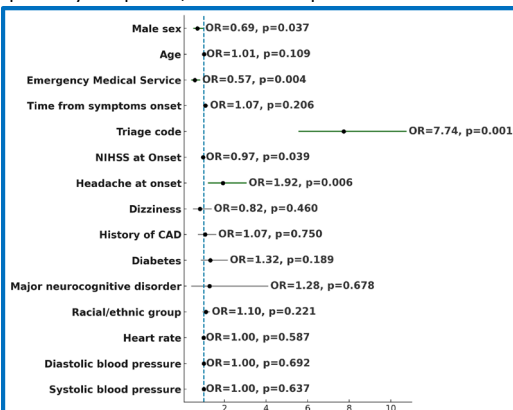 Male sex OR=0.69, p=0.037
Age OR=1.01, p=0.109
Emergency Medical Service OR=0.57, p=0.004
Time from symptoms onset OR=1.07, p=0.206
Triage code OR=7.74, p=0.001
NIHSS at Onset OR=0.97, p=0.039
Headache at onset OR=1.92, p=0.006
Dizziness OR=0.82, p=0.460
History of CAD OR=1.07, p=0.750
Diabetes OR=1.32, p=0.189
Major neurocognitive disorder OR=1.28, p=0.678
Racial/ethnic group OR=1.10, p=0.221
Heart rate OR=1.00, p=0.587
Diastolic blood pressure OR=1.00, p=0.692
Systolic blood pressure OR=1.00, p=0.637
2 4 6 8 10